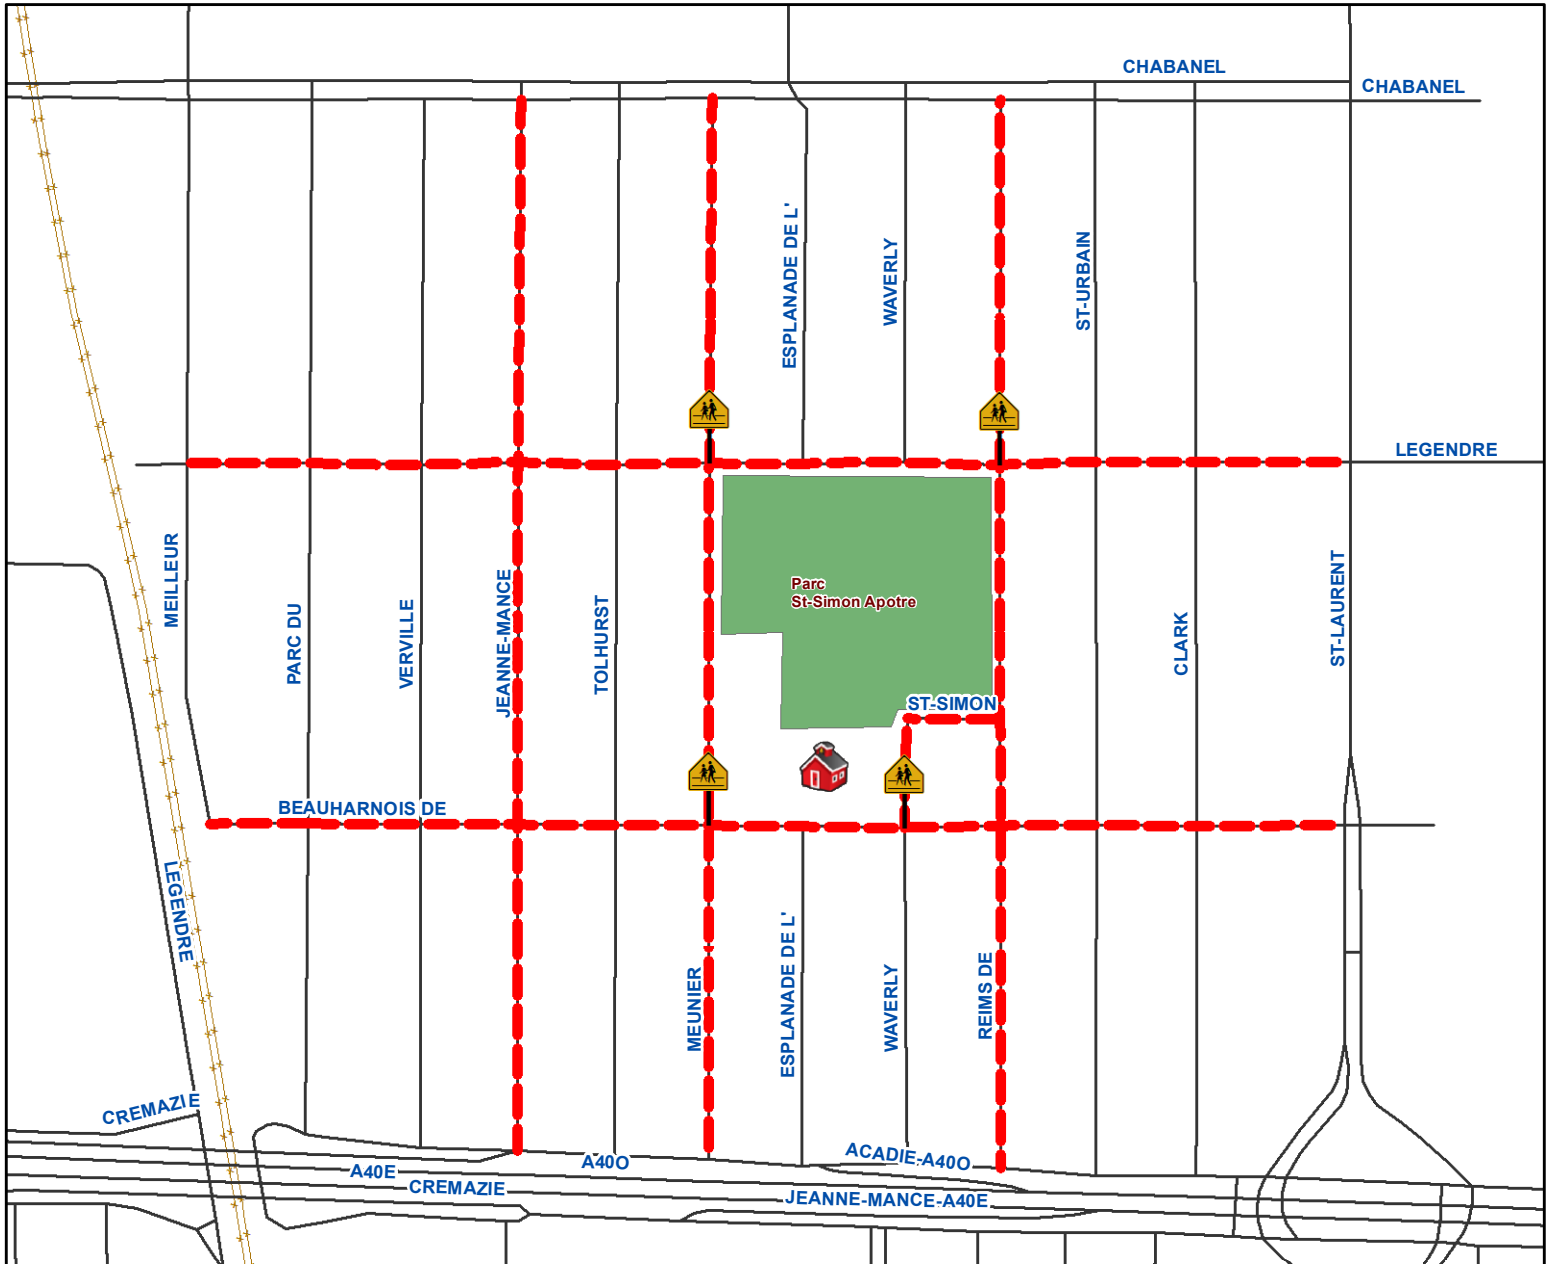 CHABANEL
CHABANEL
ESPLANADE DE L'
WAVERLY
ST-URBAIN
LEGENDRE
MEILLEUR
PARC DU
VERVILLE
JEANNE-MANCE
TOLHURST
Parc
St-Simon Apotre
CLARK
ST-LAURENT
ST-SIMON
BEAUHARNOIS DE
LEGENDRE
MEUNIER
ESPLANADE DE L'
WAVERLY
REIMS DE
CREMAZIE
A40E
A40O
ACADIE-A40O
CREMAZIE
JEANNE-MANCE-A40E